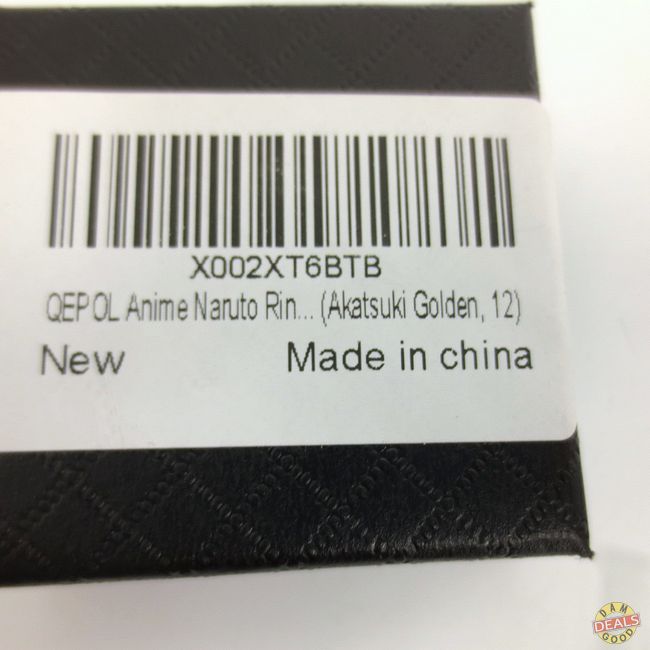 X002XT6BTB
QEPOL Anime Naruto Rin... (Akatsuki Golden, 12)
New Made in china
DAM
DEALS
GOOD